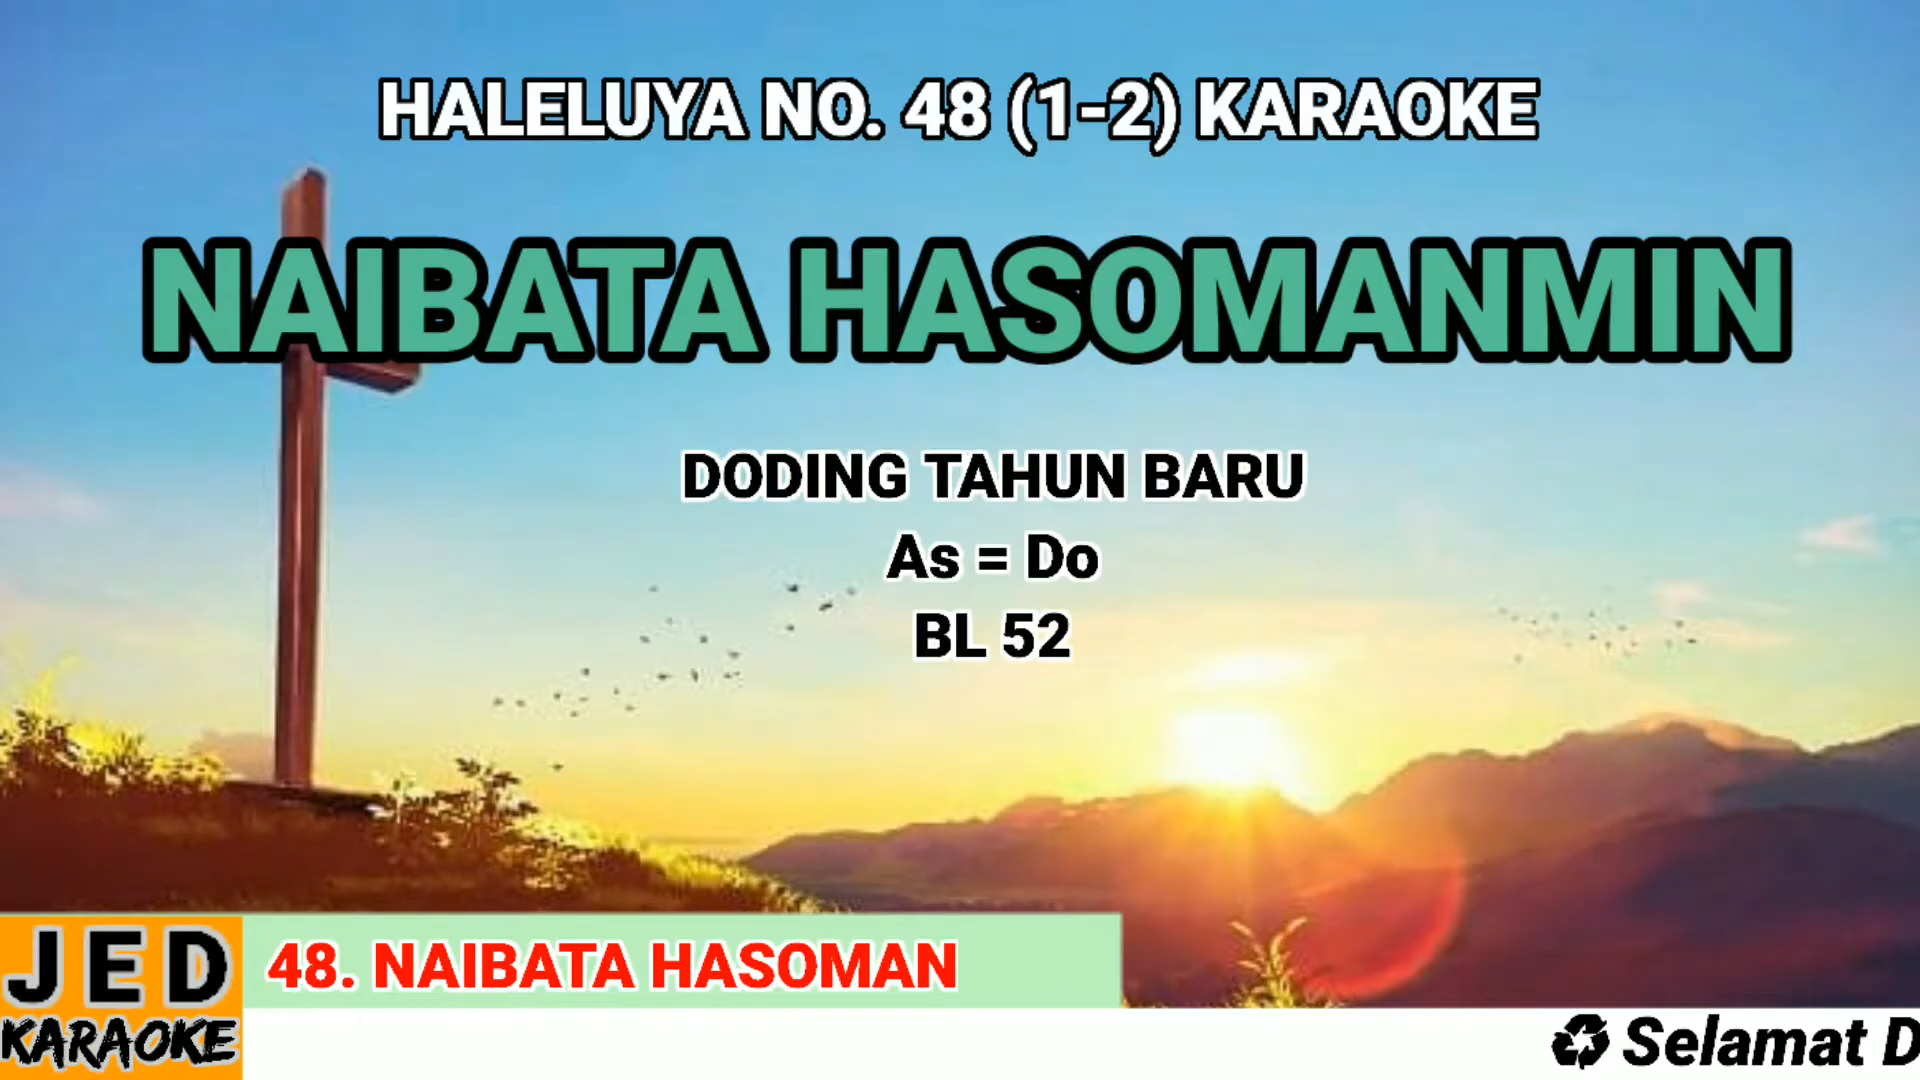 HALELUYA NO. 48 (1-2) KARAOKE
NAIBATA HASOMANMIN
DODING TAHUN BARU
As = Do
BL 52
JED
KARAOKE
48. NAIBATA HASOMAN
Selamat D